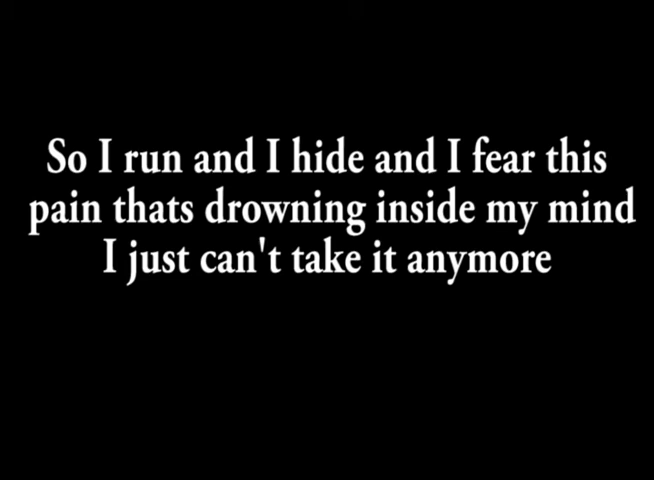 So I run and I hide and I fear this
pain thats drowning inside my mind
I just can't take it anymore